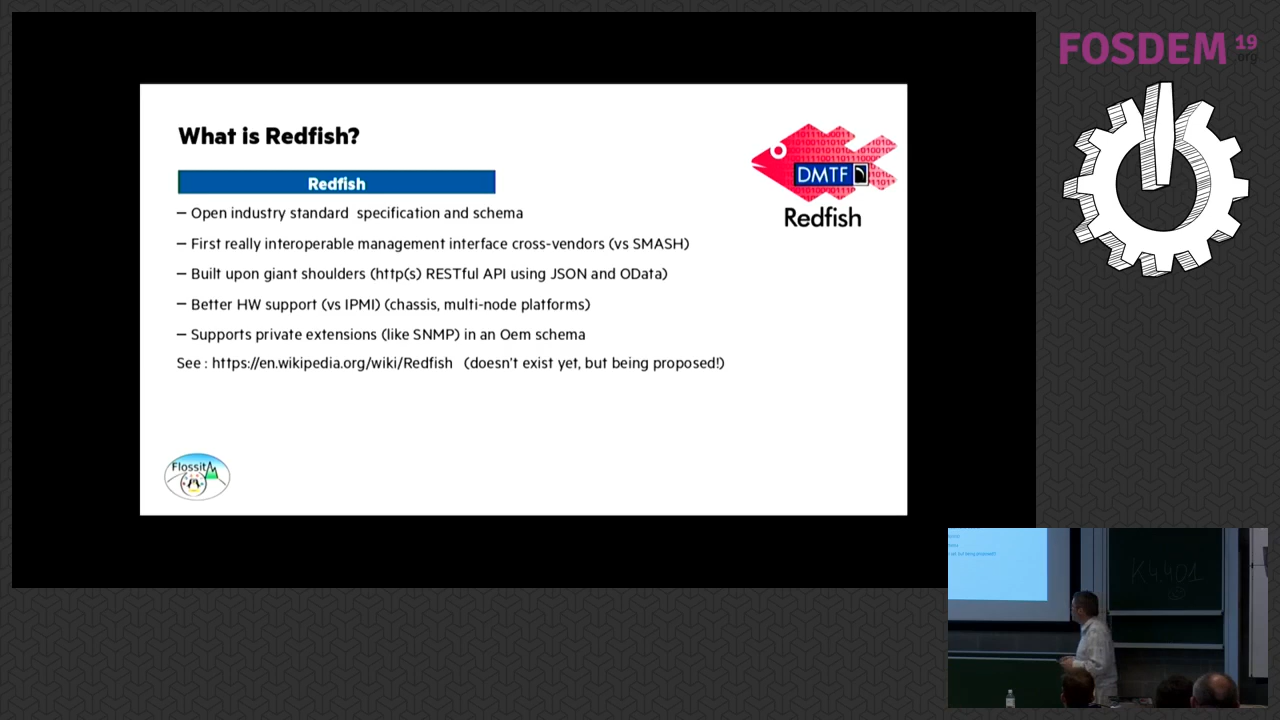 FOSDEM 19
.org
What is Redfish?
Redfish
– Open industry standard specification and schema
– First really interoperable management interface cross-vendors (vs SMASH)
– Built upon giant shoulders (http(s) RESTful API using JSON and OData)
– Better HW support (vs IPMI) (chassis, multi-node platforms)
– Supports private extensions (like SNMP) in an Oem schema
See : https://en.wikipedia.org/wiki/Redfish (doesn't exist yet, but being proposed!)
DMTF
Redfish
Flossita
K4.401